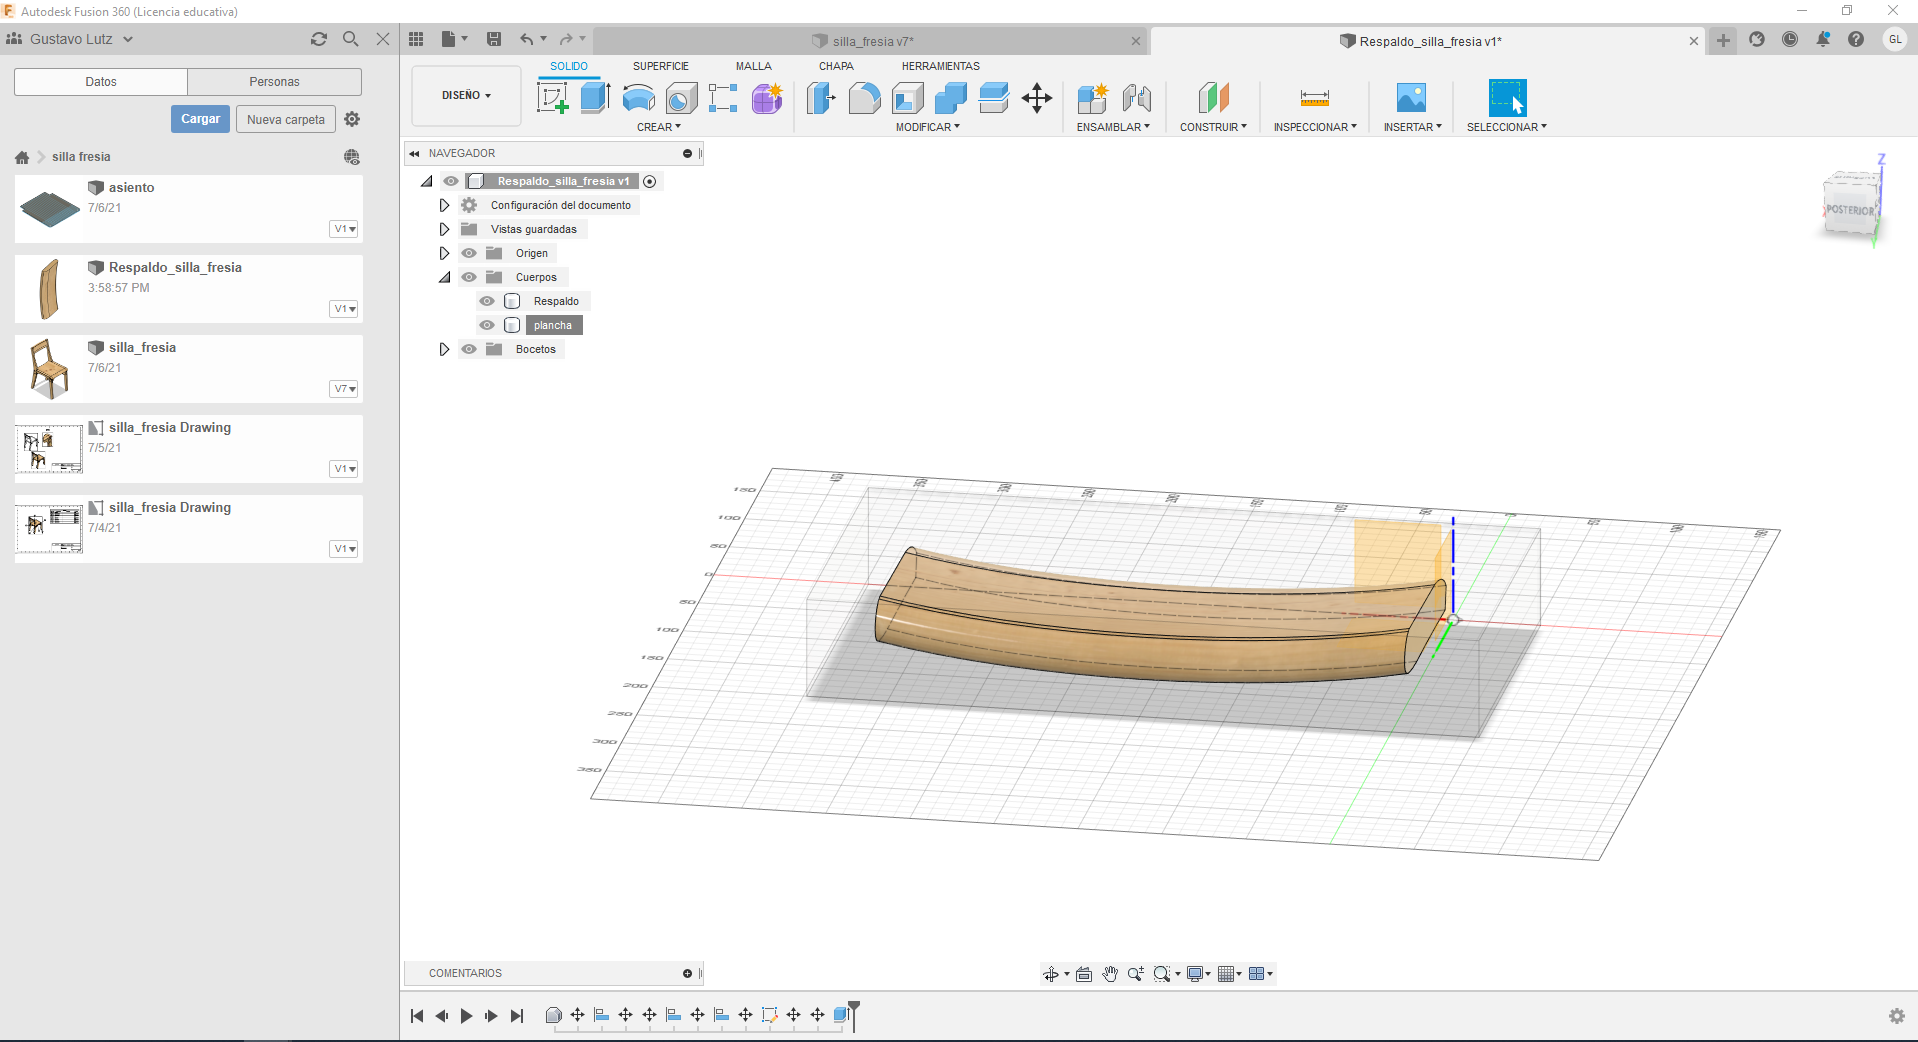 Autodesk Fusion 360 (Licencia educativa)
Gustavo Lutz
silla_fresia v7*
Respaldo_silla_fresia v1*
GL
Datos
Personas
Cargar
Nueva carpeta
silla fresia
asiento
7/6/21
V1
Respaldo_silla_fresia
3:58:57 PM
V1
silla_fresia
7/6/21
V7
silla_fresia Drawing
7/5/21
V1
silla_fresia Drawing
7/4/21
V1
DISEÑO
SOLIDO
SUPERFICIE
MALLA
CHAPA
HERRAMIENTAS
CREAR
MODIFICAR
ENSAMBLAR
CONSTRUIR
INSPECCIONAR
INSERTAR
SELECCIONAR
NAVEGADOR
Respaldo_silla_fresia v1
Configuración del documento
Vistas guardadas
Origen
Cuerpos
Respaldo
plancha
Bocetos
Z
POSTERIOR
150
100
50
0
50
100
150
200
250
300
350
COMENTARIOS